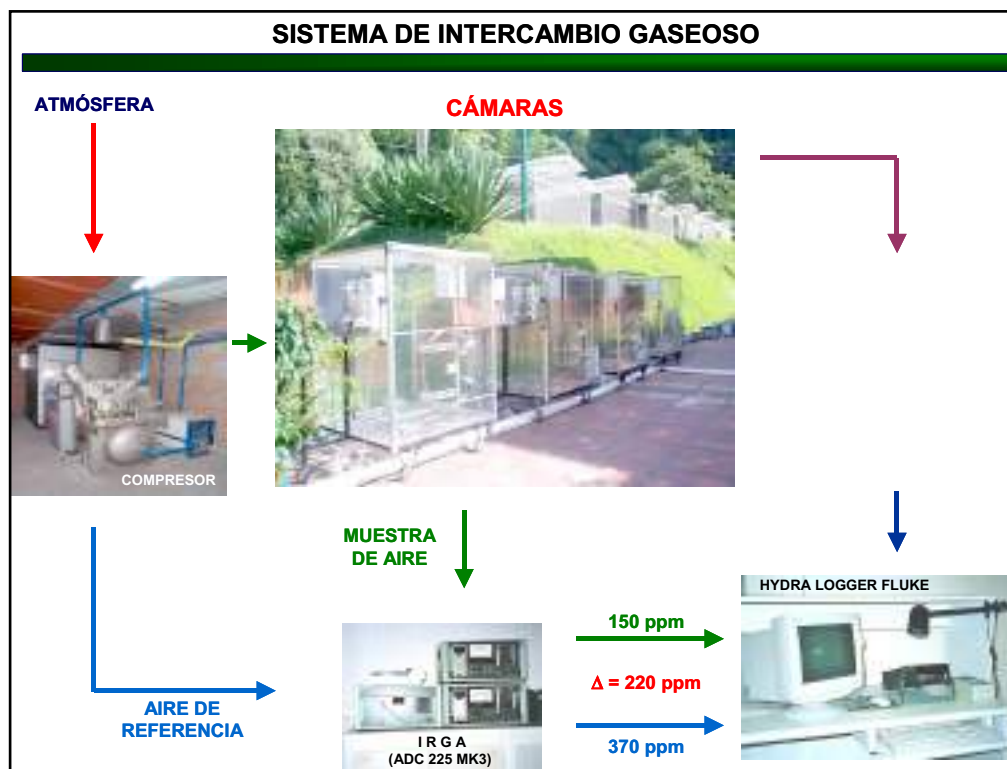 SISTEMA DE INTERCAMBIO GASEOSO
ATMÓSFERA
CÁMARAS
COMPRESOR
MUESTRA
DE AIRE
HYDRA LOGGER FLUKE
150 ppm
Δ = 220 ppm
370 ppm
AIRE DE
REFERENCIA
I R G A
(ADC 225 MK3)